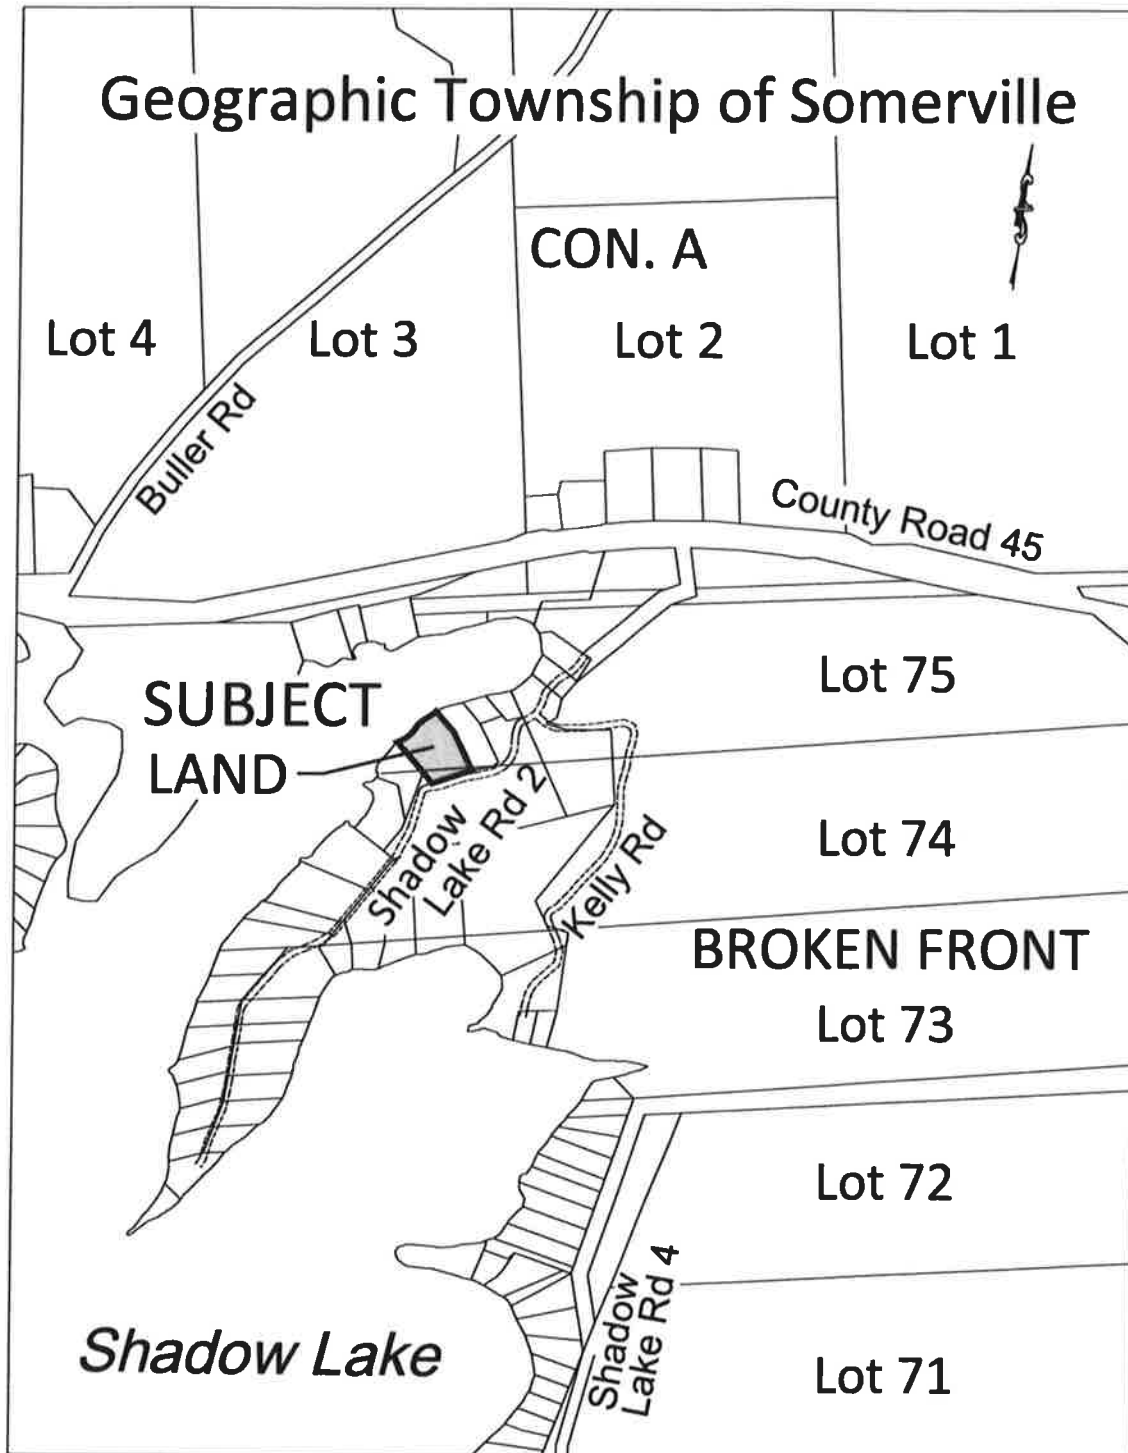 Geographic Township of Somerville
CON. A
Lot 4
Lot 3
Lot 2
Lot 1
Buller Rd
County Road 45
Lot 75
SUBJECT
LAND
Shadow
Lake Rd 2
Lot 74
Kelly Rd
BROKEN FRONT
Lot 73
Lot 72
Shadow
Lake Rd 4
Shadow Lake
Lot 71